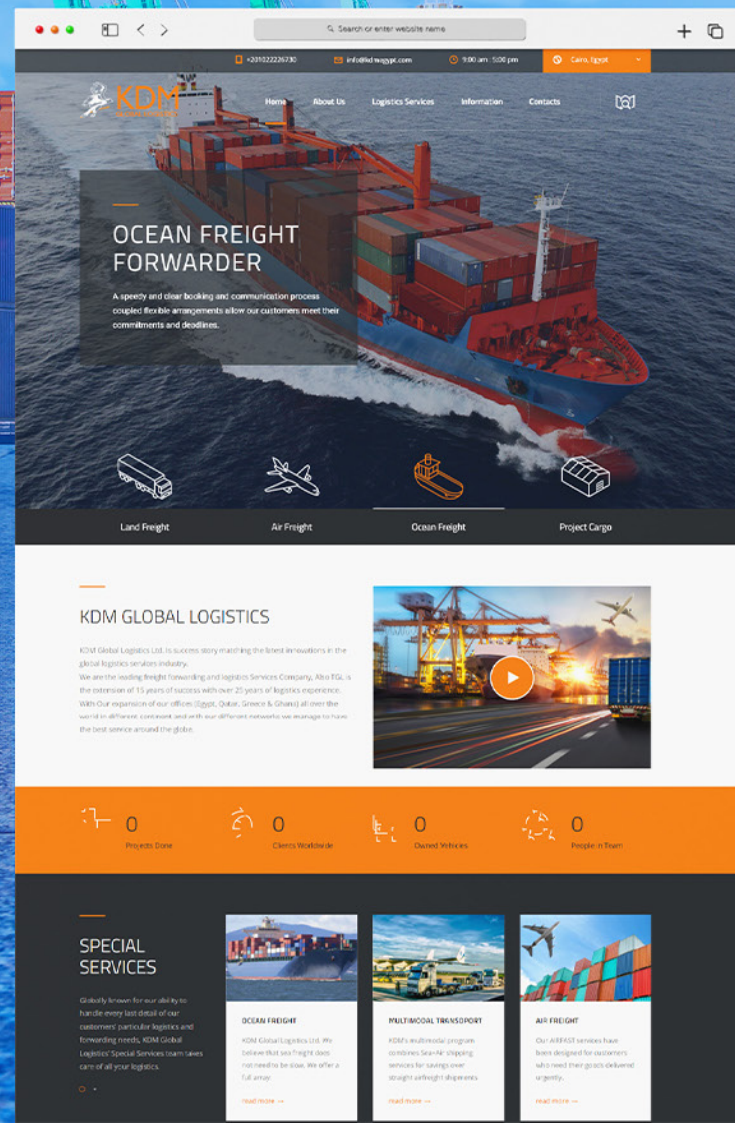 Search or enter website name
+201022226730
info@kdmegypt.com
9:00 am 5:00 pm
Cairo, Egypt
KDM
Home
About Us
Logistics Services
Information
Contacts
OCEAN FREIGHT
FORWARDER
A speedy and clear booking and communication process
coupled flexible arrangements allow our customers meet their
commitments and deadlines.
Land Freight
Air Freight
Ocean Freight
Project Cargo
KDM GLOBAL LOGISTICS
KDM Global Logistics Ltd. is success story matching the latest innovations in the
global logistics services industry.
We are the leading freight forwarding and logistics Services Company, Also TGL is
the extension of 15 years of success with over 25 years of logistics experience.
With Our expansion of our offices (Egypt, Qatar, Greece & Ghana) all over the
world in different continent and with our different networks we manage to have
the best service around the globe.
0
Projects Done
0
Clients Worldwide
0
Owned Vehicles
0
People in Team
SPECIAL
SERVICES
Globally known for our ability to
handle every last detail of our
customers' particular logistics and
forwarding needs, KDM Global
Logistics' Special Services team takes
care of all your logistics.
OCEAN FREIGHT
KDM Global Logistics Ltd. We
believe that sea freight does
not need to be slow. We offer a
full array.
read more →
MULTIMODAL TRANSOPORT
KDM's multimodal program
combines Sea-Air shipping
services for savings over
straight airfreight shipments.
read more →
AIR FREIGHT
Our AIRFAST services have
been designed for customers
who need their goods delivered
urgently.
read more →